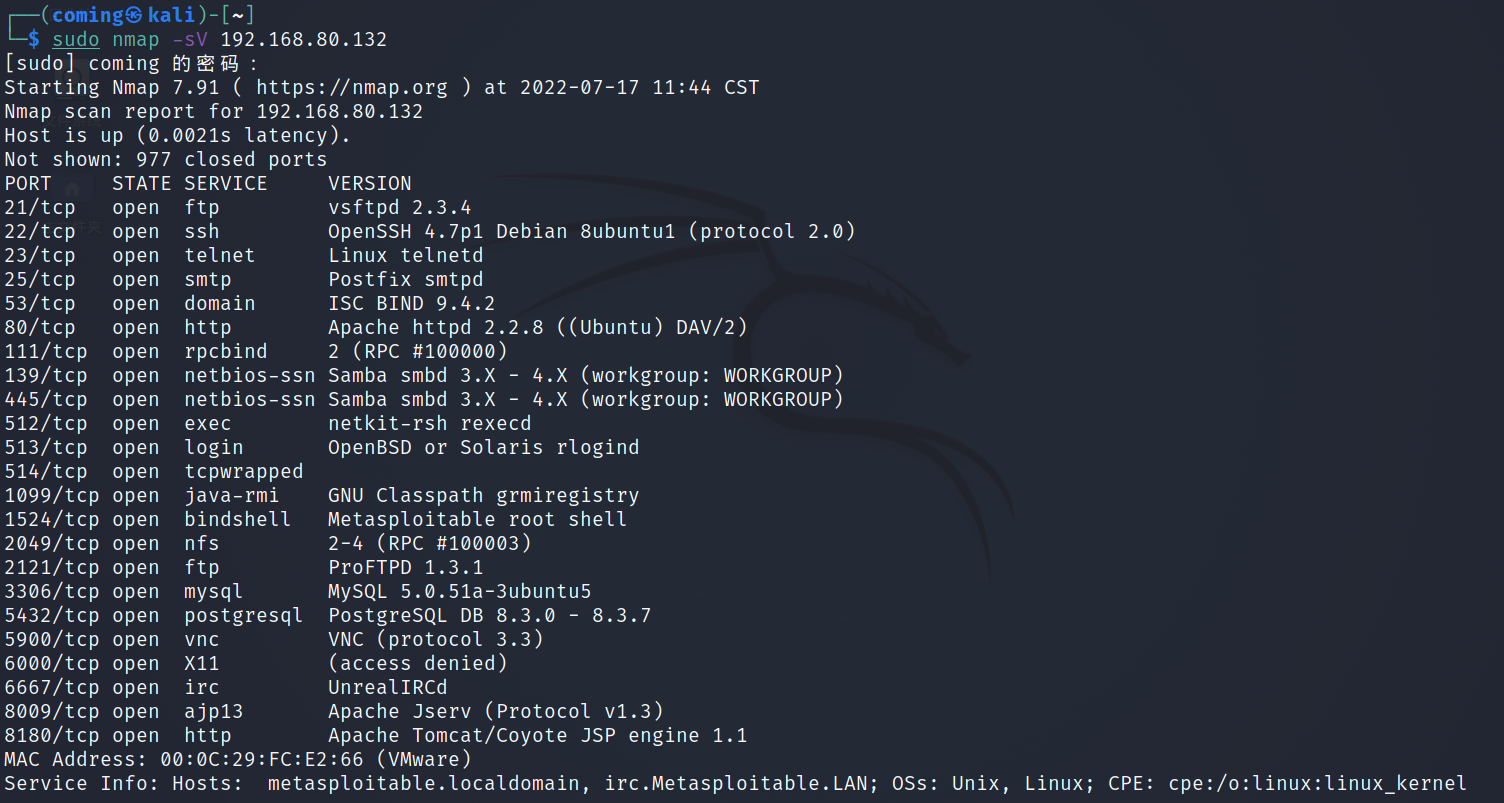 ┌──(coming㉿kali)-[~]
└─$ sudo nmap -sV 192.168.80.132
[sudo] coming 的密码：
Starting Nmap 7.91 ( https://nmap.org ) at 2022-07-17 11:44 CST
Nmap scan report for 192.168.80.132
Host is up (0.0021s latency).
Not shown: 977 closed ports
PORT     STATE SERVICE     VERSION
21/tcp   open  ftp         vsftpd 2.3.4
22/tcp   open  ssh         OpenSSH 4.7p1 Debian 8ubuntu1 (protocol 2.0)
23/tcp   open  telnet      Linux telnetd
25/tcp   open  smtp        Postfix smtpd
53/tcp   open  domain      ISC BIND 9.4.2
80/tcp   open  http        Apache httpd 2.2.8 ((Ubuntu) DAV/2)
111/tcp  open  rpcbind     2 (RPC #100000)
139/tcp  open  netbios-ssn Samba smbd 3.X - 4.X (workgroup: WORKGROUP)
445/tcp  open  netbios-ssn Samba smbd 3.X - 4.X (workgroup: WORKGROUP)
512/tcp  open  exec        netkit-rsh rexecd
513/tcp  open  login       OpenBSD or Solaris rlogind
514/tcp  open  tcpwrapped
1099/tcp open  java-rmi    GNU Classpath grmiregistry
1524/tcp open  bindshell   Metasploitable root shell
2049/tcp open  nfs         2-4 (RPC #100003)
2121/tcp open  ftp         ProFTPD 1.3.1
3306/tcp open  mysql       MySQL 5.0.51a-3ubuntu5
5432/tcp open  postgresql  PostgreSQL DB 8.3.0 - 8.3.7
5900/tcp open  vnc         VNC (protocol 3.3)
6000/tcp open  X11         (access denied)
6667/tcp open  irc         UnrealIRCd
8009/tcp open  ajp13       Apache Jserv (Protocol v1.3)
8180/tcp open  http        Apache Tomcat/Coyote JSP engine 1.1
MAC Address: 00:0C:29:FC:E2:66 (VMware)
Service Info: Hosts:  metasploitable.localdomain, irc.Metasploitable.LAN; OSs: Unix, Linux; CPE: cpe:/o:linux:linux_kernel